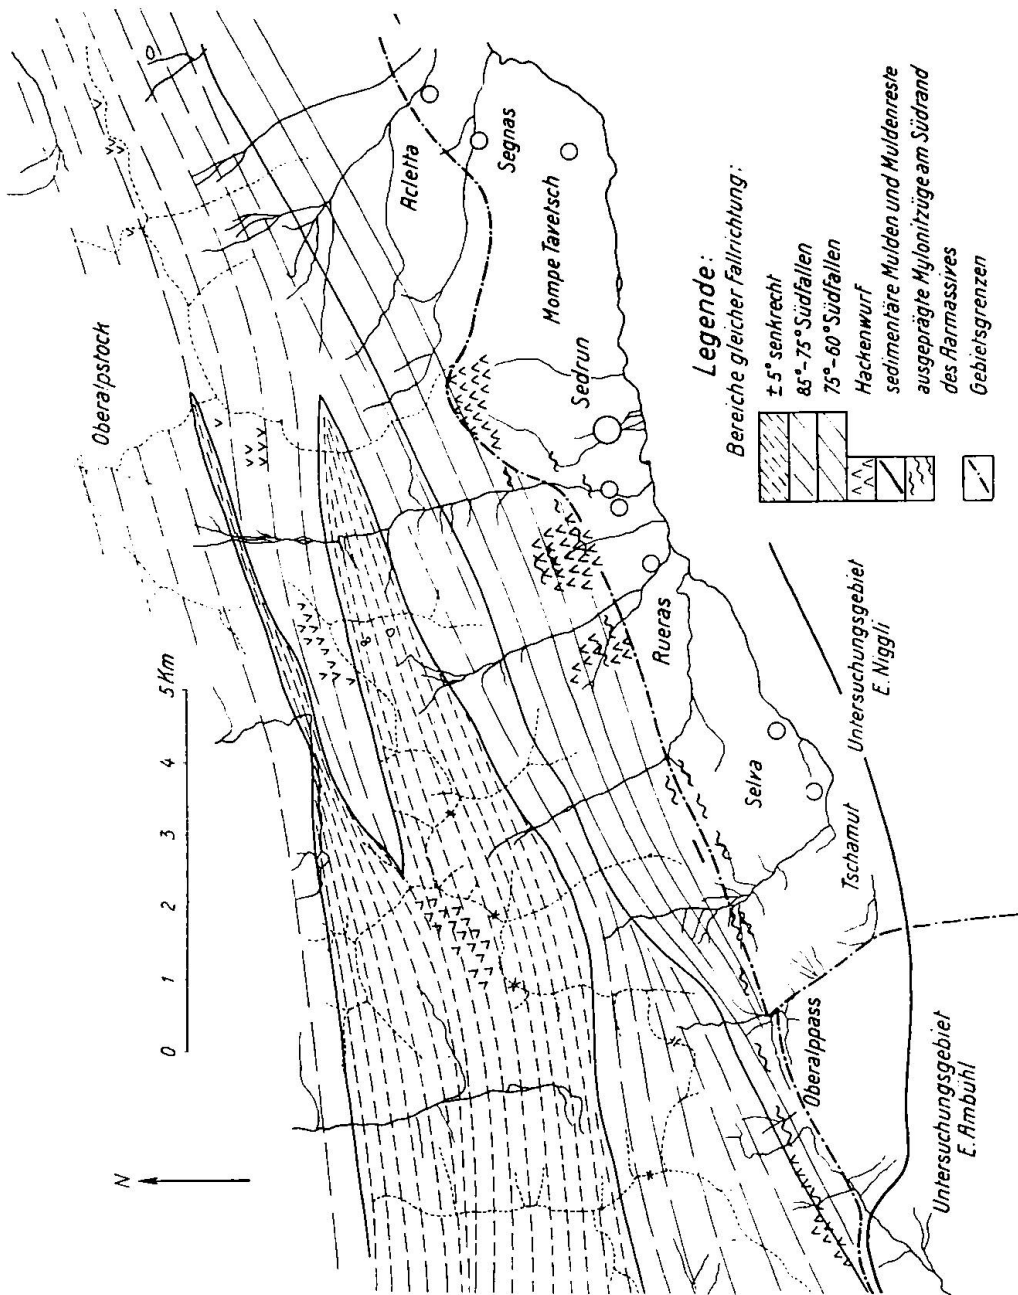 N
0 1 2 3 4 5 Km
Oberalpstock
Acletta
Segnas
Mompe Tavetsch
Sedrun
Rueras
Selva
Tschamut
Oberalppass
Untersuchungsgebiet
E. Niggli
Untersuchungsgebiet
E. Ambühl
Legende:
Bereiche gleicher Fallrichtung:
± 5° senkrecht
85°-75° Südfallen
75°-60° Südfallen
Hackenwurf
sedimentäre Mulden und Muldenreste
ausgeprägte Mylonitzüge am Südrand
des Aarmassives
Gebietsgrenzen